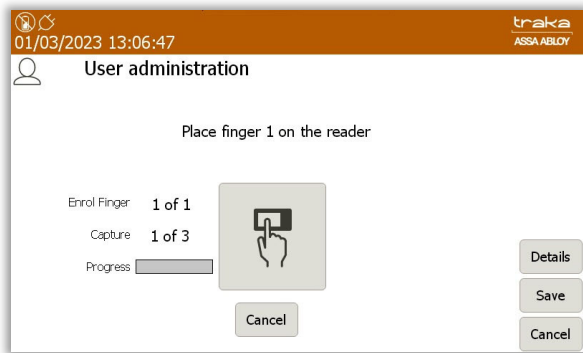 traka
01/03/2023 13:06:47
ASSA ABLOY
User administration
Place finger 1 on the reader
Enrol Finger 1 of 1
Capture 1 of 3
Progress
Details
Save
Cancel
Cancel